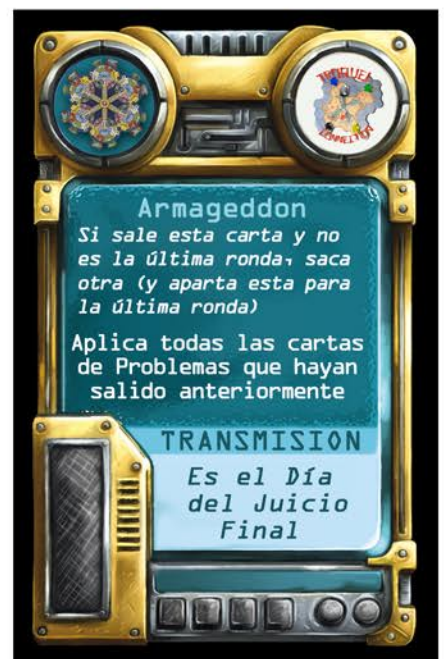 Armageddon
Si sale esta carta y no
es la última ronda, saca
otra (y aparta esta para
la última ronda)
Aplica todas las cartas
de Problemas que hayan
salido anteriormente
TRANSMISION
Es el Día
del Juicio
Final